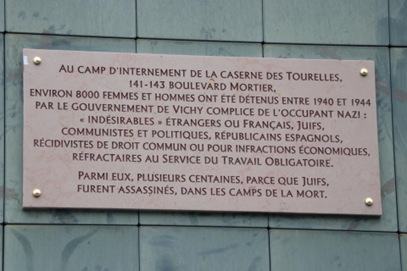 AU CAMP D'INTERNEMENT DE LA CASERNE DES TOURELLES,
141-143 BOULEVARD MORTIER,
ENVIRON 8000 FEMMES ET HOMMES ONT ÉTÉ DÉTENUS ENTRE 1940 ET 1944
PAR LE GOUVERNEMENT DE VICHY COMPLICE DE L'OCCUPANT NAZI :
« INDÉSIRABLES » ÉTRANGERS OU FRANÇAIS, JUIFS,
COMMUNISTES ET POLITIQUES, RÉPUBLICAINS ESPAGNOLS,
RÉCIDIVISTES DE DROIT COMMUN OU POUR INFRACTIONS ÉCONOMIQUES,
RÉFRACTAIRES AU SERVICE DU TRAVAIL OBLIGATOIRE.
PARMI EUX, PLUSIEURS CENTAINES, PARCE QUE JUIFS,
FURENT ASSASSINÉS, DANS LES CAMPS DE LA MORT.